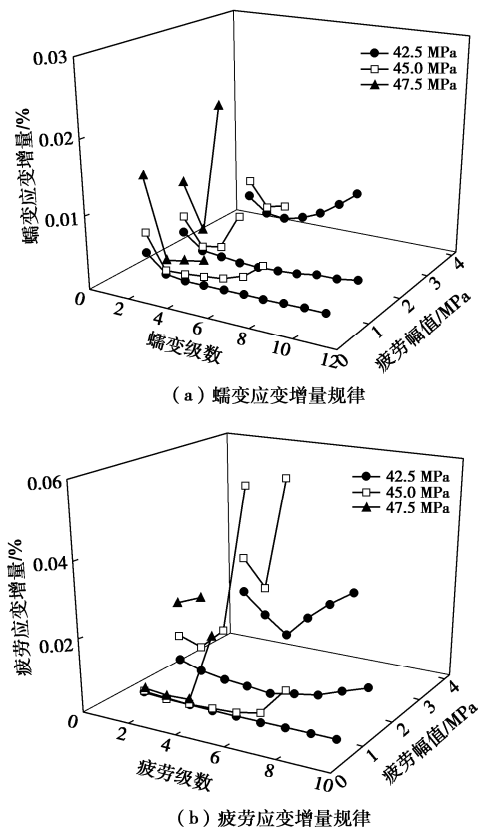 0.03
0.02
0.01
0
2
4
6
8
10
12
0
1
2
3
4
蠕变应变增量/%
蠕变级数
疲劳幅值/MPa
42.5 MPa
45.0 MPa
47.5 MPa
(a)蠕变应变增量规律
0.06
0.04
0.02
0
2
4
6
8
10
0
1
2
3
4
疲劳应变增量/%
疲劳级数
疲劳幅值/MPa
42.5 MPa
45.0 MPa
47.5 MPa
(b)疲劳应变增量规律